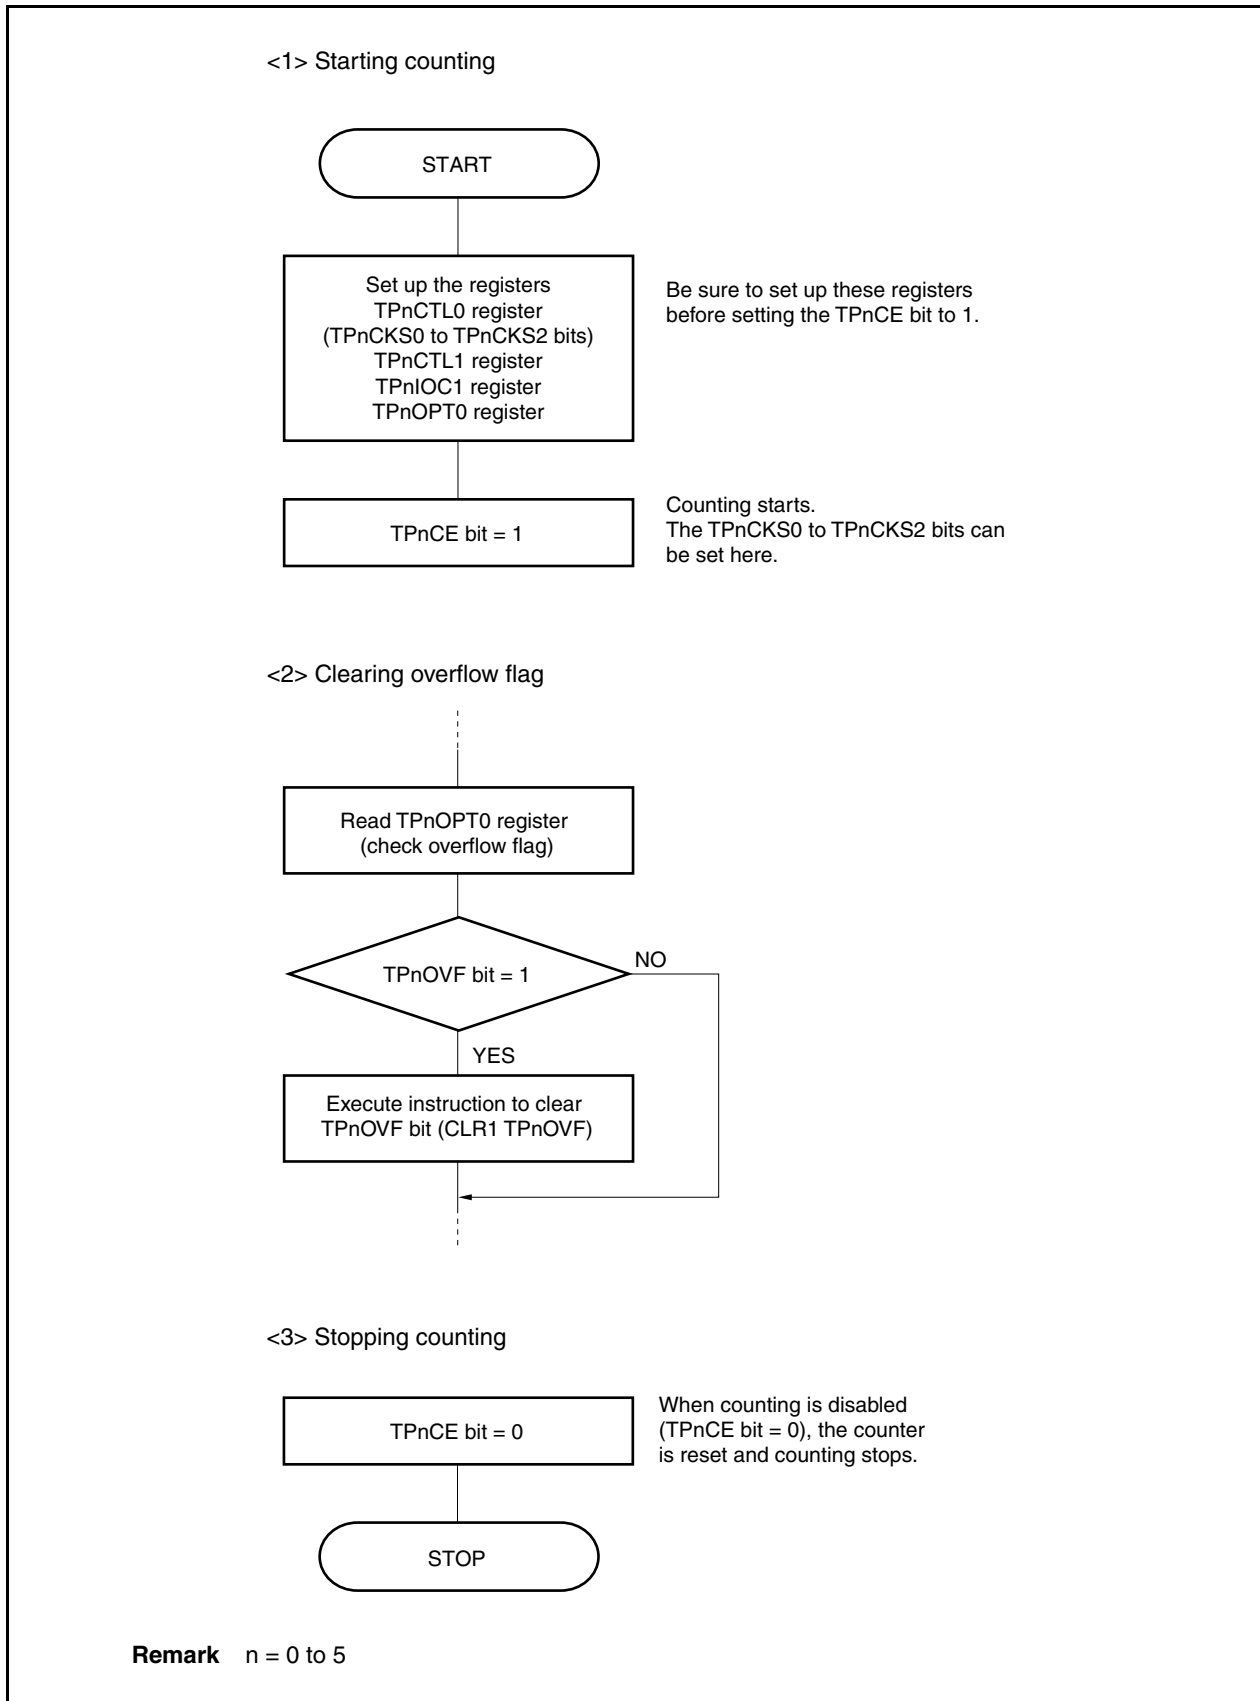 <1> Starting counting
START
Set up the registers
TPnCTL0 register
(TPnCKS0 to TPnCKS2 bits)
TPnCTL1 register
TPnIOC1 register
TPnOPT0 register
Be sure to set up these registers
before setting the TPnCE bit to 1.
TPnCE bit = 1
Counting starts.
The TPnCKS0 to TPnCKS2 bits can
be set here.
<2> Clearing overflow flag
Read TPnOPT0 register
(check overflow flag)
TPnOVF bit = 1
NO
YES
Execute instruction to clear
TPnOVF bit (CLR1 TPnOVF)
<3> Stopping counting
TPnCE bit = 0
When counting is disabled
(TPnCE bit = 0), the counter
is reset and counting stops.
STOP
Remark n = 0 to 5